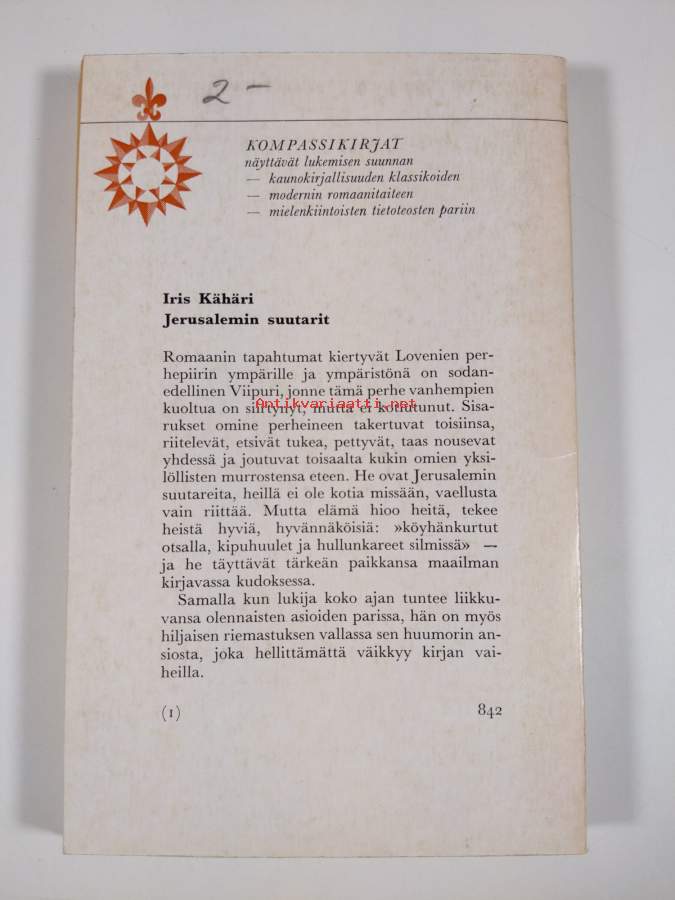 2 –
KOMPASSIKIRJAT
näyttävät lukemisen suunnan
— kaunokirjallisuuden klassikoiden
— modernin romaanitaiteen
— mielenkiintoisten tietoteosten pariin
Iris Kähäri
Jerusalemin suutarit
Romaanin tapahtumat kiertyvät Lovenien per-
hepiirin ympärille ja ympäristönä on sodan-
edellinen Viipuri, jonne tämä perhe vanhempien
kuoltua on siirtynyt, mutta ei kotiutunut. Sisa-
Antikvariaatti.net
rukset omine perheineen takertuvat toisiinsa,
riitelevät, etsivät tukea, pettyvät, taas nousevat
yhdessä ja joutuvat toisaalta kukin omien yksi-
löllisten murrostensa eteen. He ovat Jerusalemin
suutareita, heillä ei ole kotia missään, vaellusta
vain riittää. Mutta elämä hioo heitä, tekee
heistä hyviä, hyvännäköisiä: »köyhänkurtut
otsalla, kipuhuulet ja hullunkareet silmissä» —
ja he täyttävät tärkeän paikkansa maailman
kirjavassa kudoksessa.
Samalla kun lukija koko ajan tuntee liikku-
vansa olennaisten asioiden parissa, hän on myös
hiljaisen riemastuksen vallassa sen huumorin an-
siosta, joka hellittämättä väikkyy kirjan vai-
heilla.
(1) 842